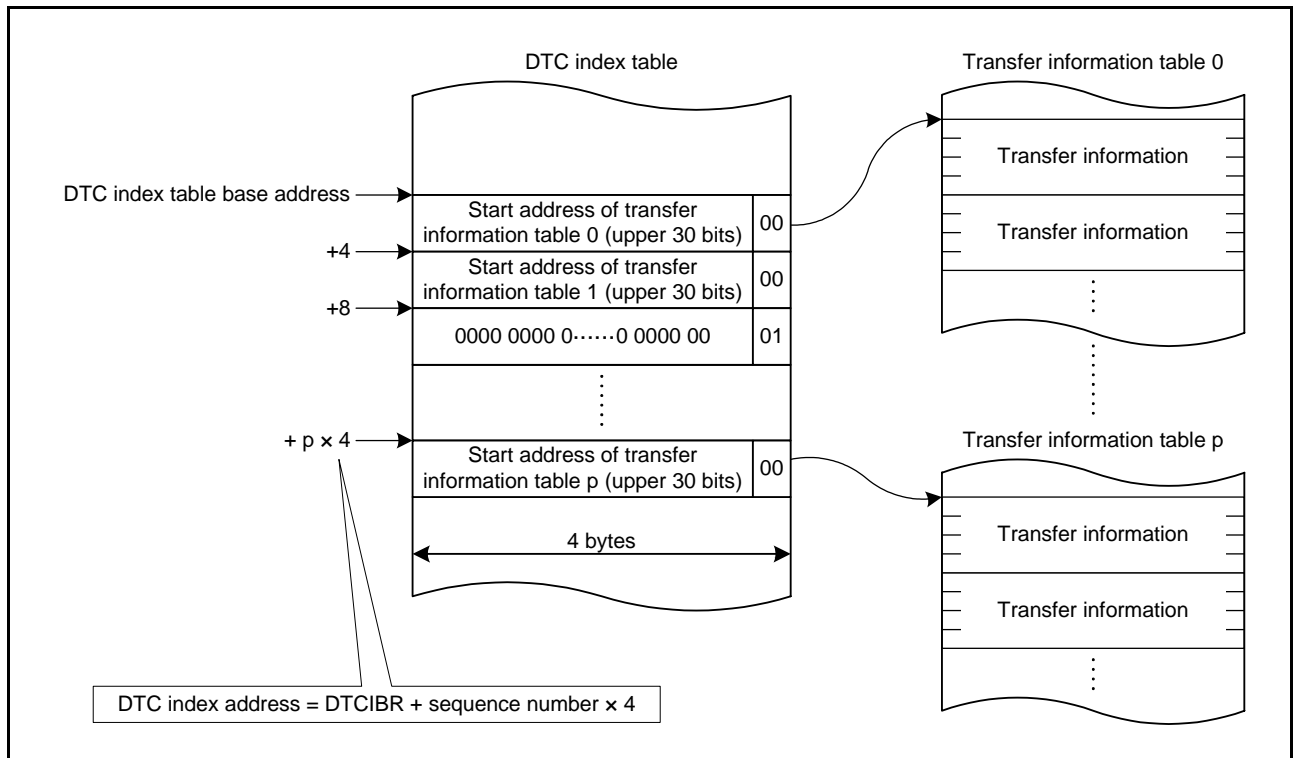 DTC index table
Transfer information table 0
Transfer information
DTC index table base address
Start address of transfer
information table 0 (upper 30 bits)
00
Transfer information
+4
Start address of transfer
information table 1 (upper 30 bits)
00
+8
0000 0000 0······0 0000 00
01
+ p × 4
Start address of transfer
information table p (upper 30 bits)
00
Transfer information table p
Transfer information
4 bytes
Transfer information
DTC index address = DTCIBR + sequence number × 4